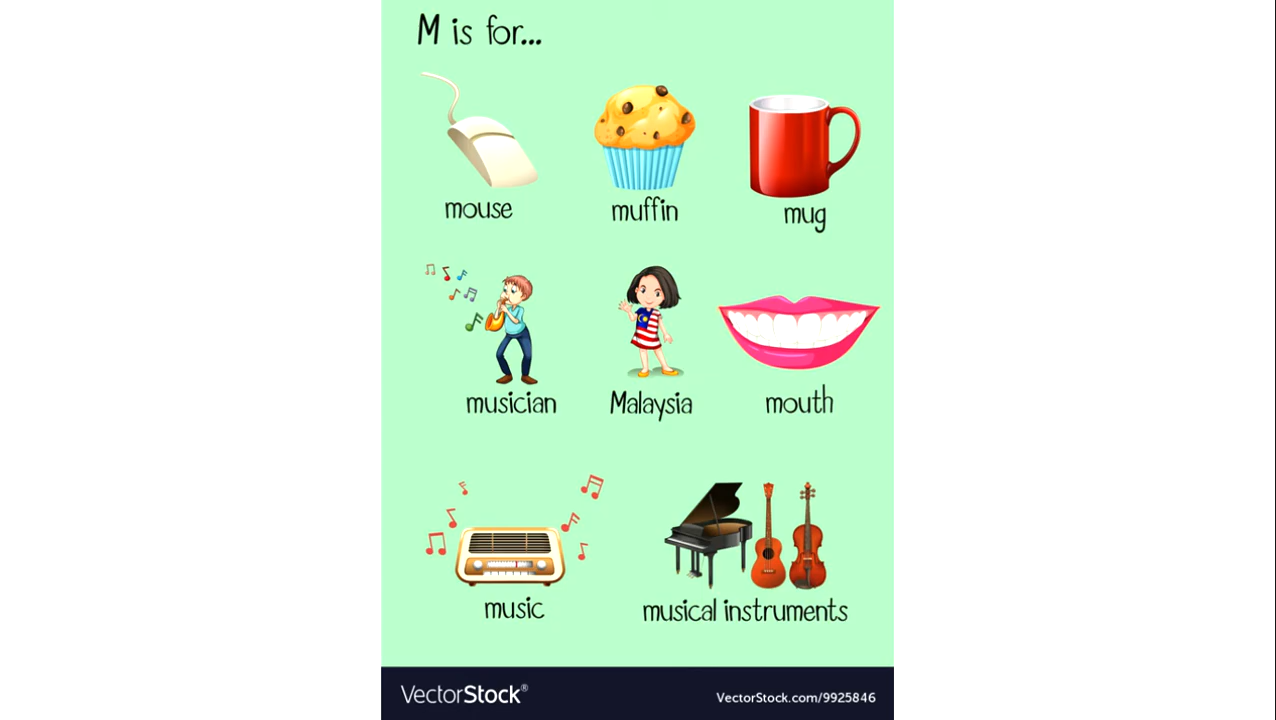 M is for...
mouse
muffin
mug
musician
Malaysia
mouth
music
musical instruments
VectorStock®
VectorStock.com/9925846